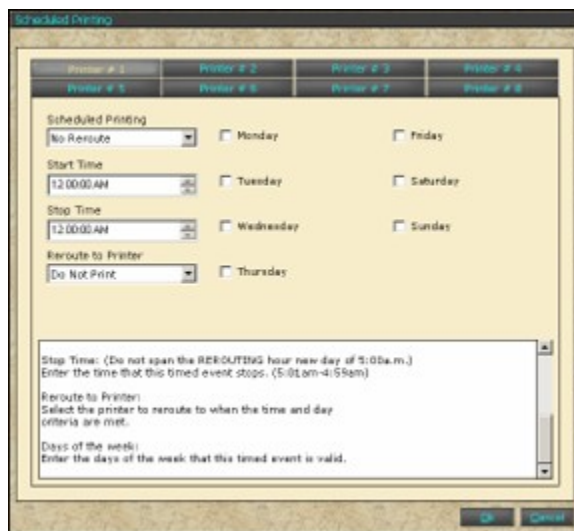 Scheduled Printing
Printer # 1 Printer # 2 Printer # 3 Printer # 4
Printer # 5 Printer # 6 Printer # 7 Printer # 8
Scheduled Printing
No Reroute
Monday
Friday
Start Time
12:00:00 AM
Tuesday
Saturday
Stop Time
12:00:00 AM
Wednesday
Sunday
Reroute to Printer
Do Not Print
Thursday
Stop Time: (Do not span the REROUTING hour new day of 5:00a.m.)
Enter the time that this timed event stops. (5:01am-4:59am)
Reroute to Printer:
Select the printer to reroute to when the time and day
criteria are met.
Days of the week:
Enter the days of the week that this timed event is valid.
Ok Cancel